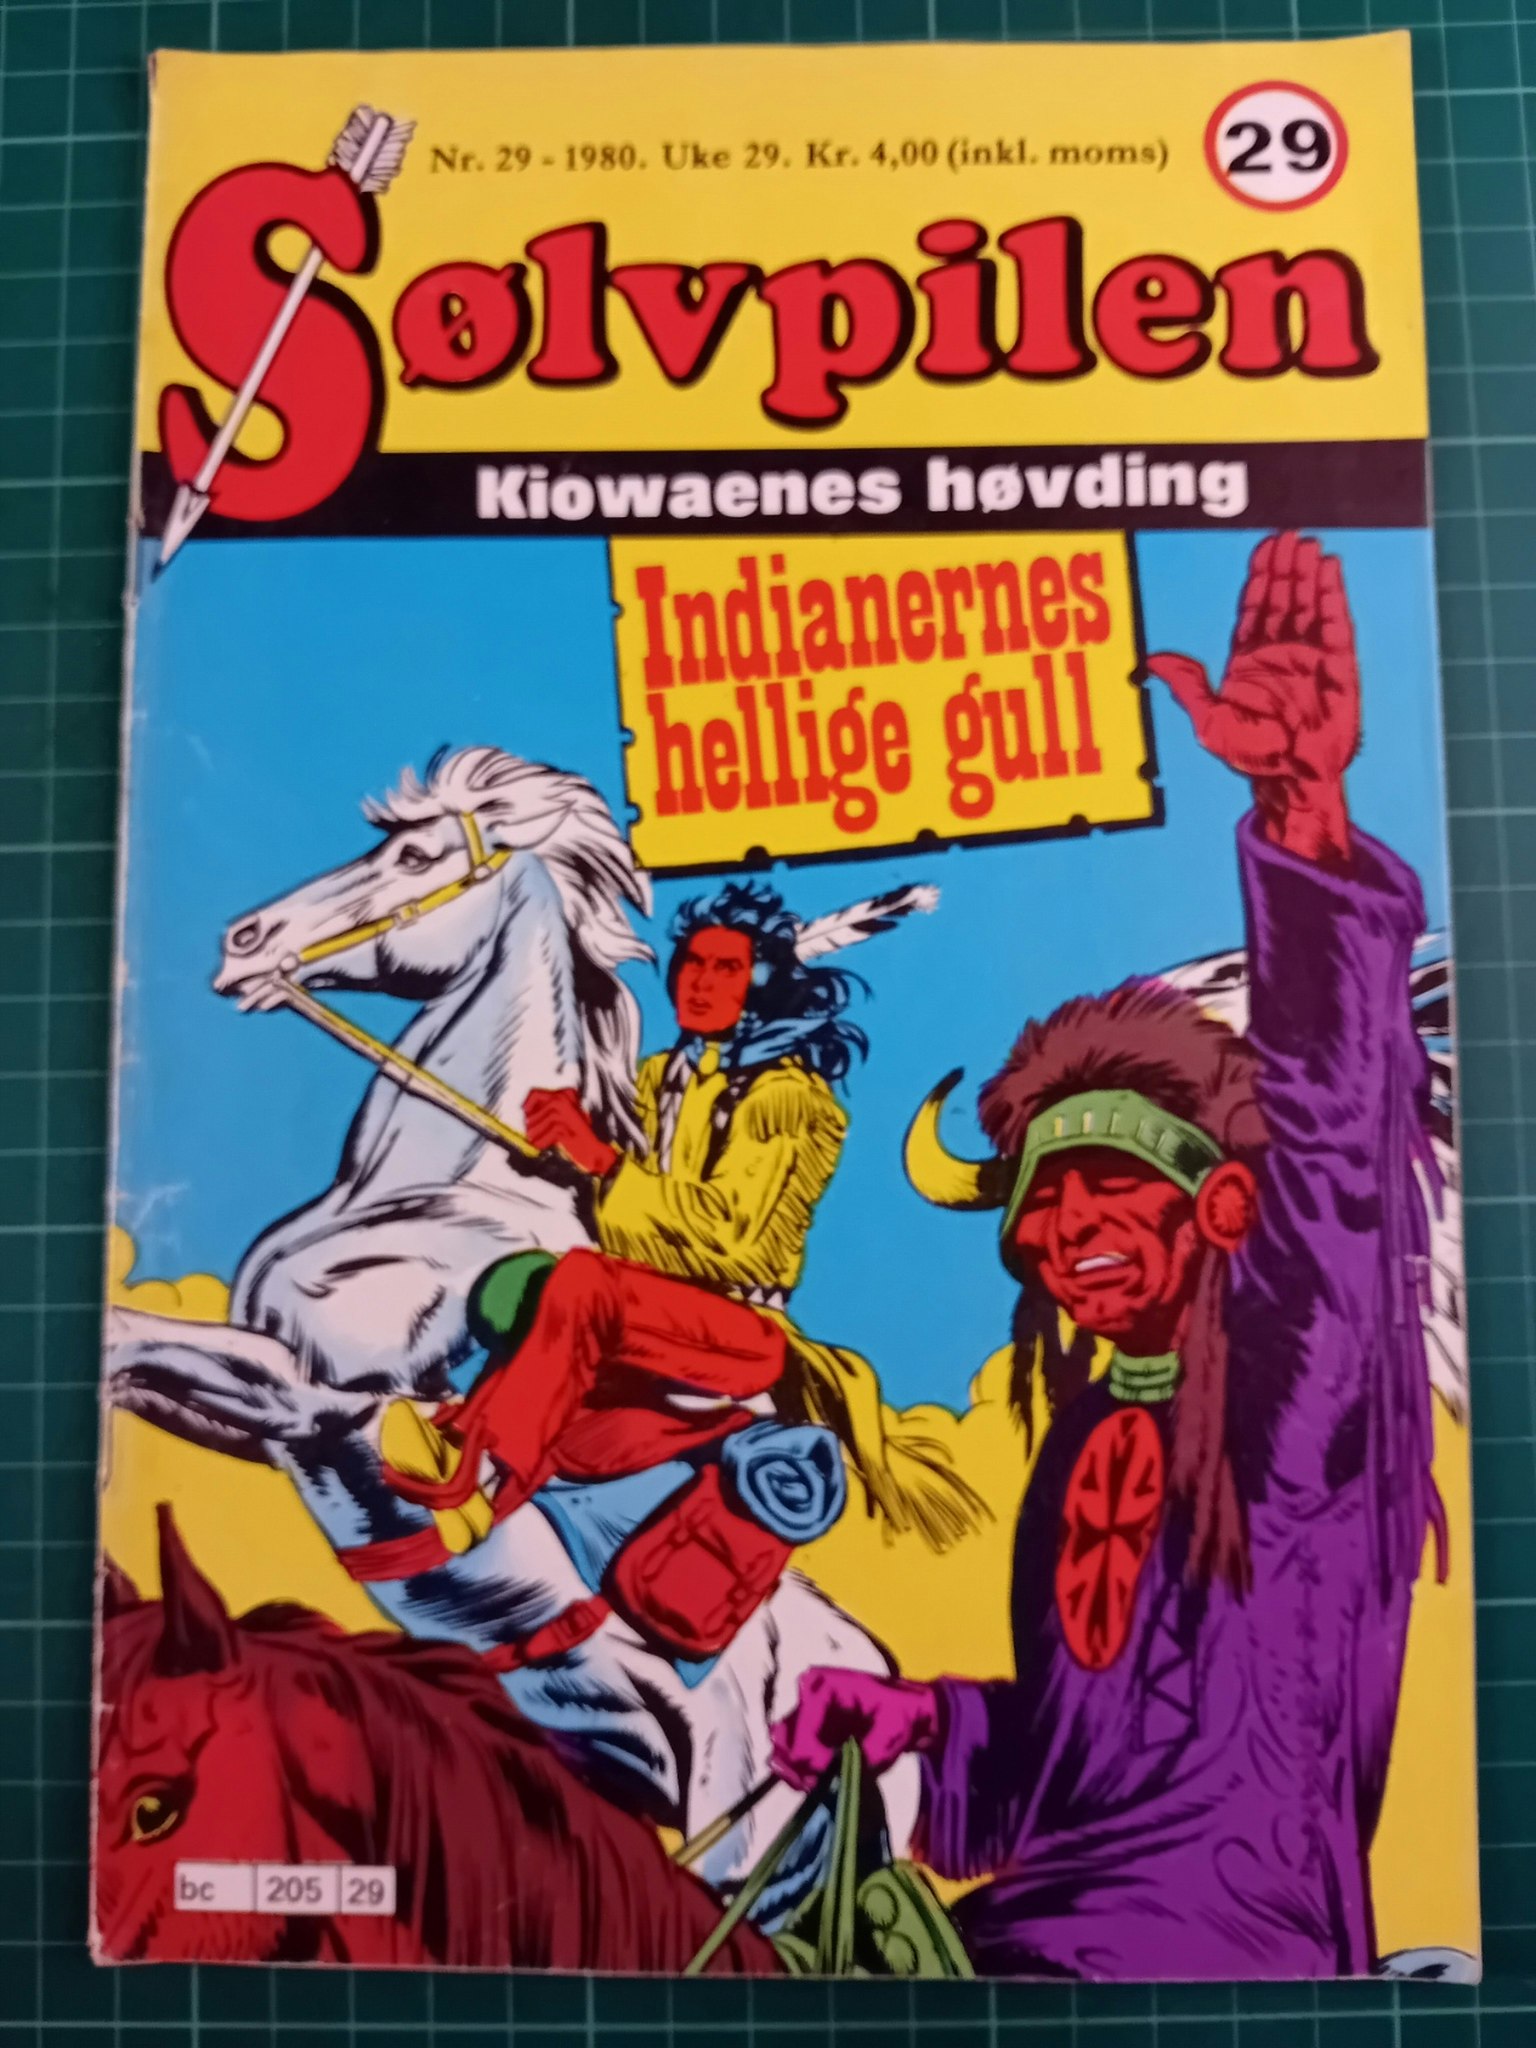 Nr. 29 - 1980. Uke 29. Kr. 4,00 (inkl. moms)
29
Sølvpilen
Kiowaenes høvding
Indianernes
hellige gull
bc 205 29